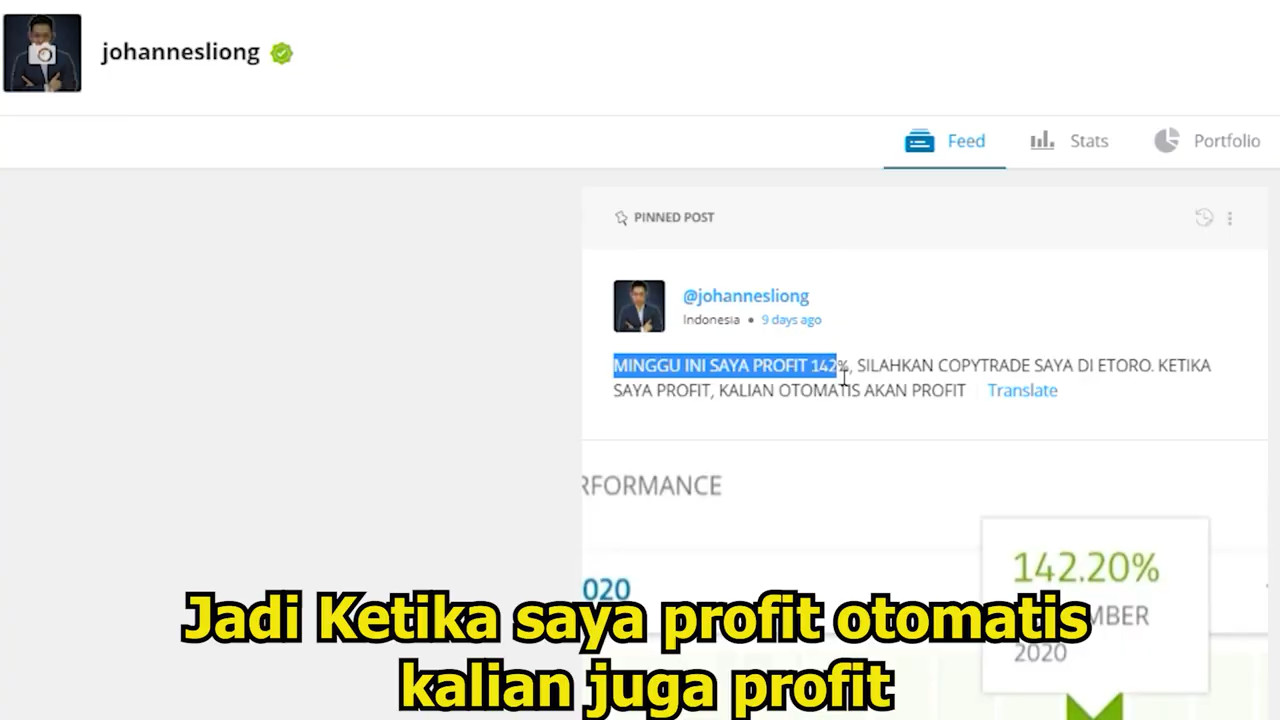 johannesliong
Feed
Stats
Portfolio
PINNED POST
@johannesliong
Indonesia • 9 days ago
MINGGU INI SAYA PROFIT 142%, SILAHKAN COPYTRADE SAYA DI ETORO. KETIKA
SAYA PROFIT, KALIAN OTOMATIS AKAN PROFIT Translate
RFORMANCE
142.20%
MBER
2020
020
Jadi Ketika saya profit otomatis
kalian juga profit